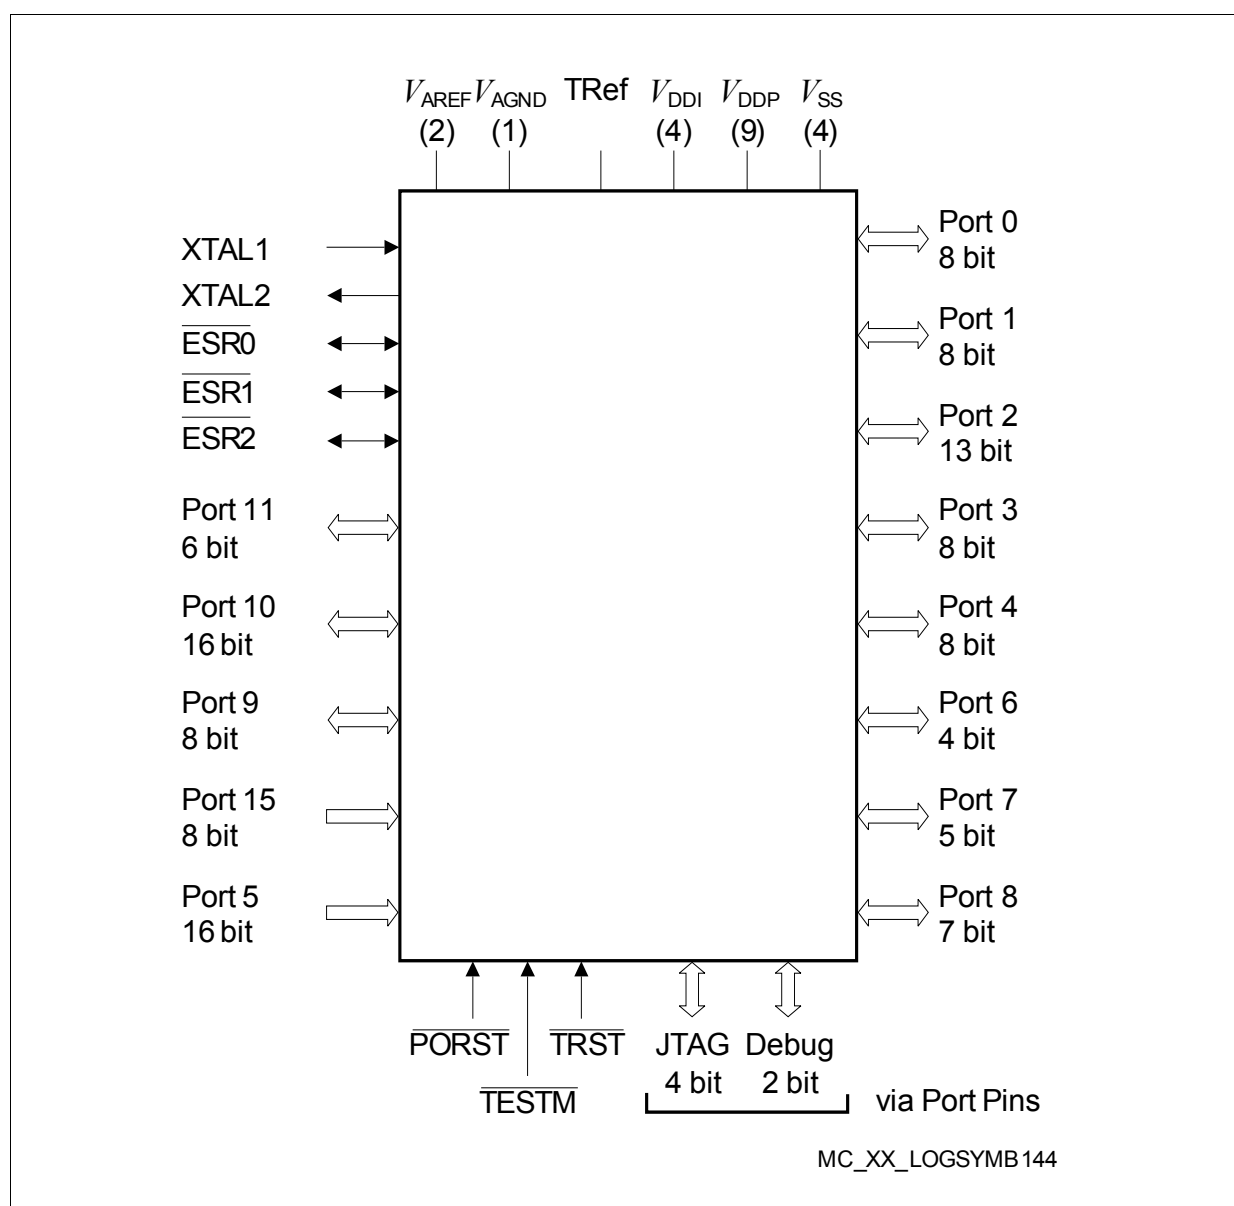 VAREF VAGND TRef VDDI VDDP VSS
(2) (1) (4) (9) (4)
XTAL1
XTAL2
ESR0
ESR1
ESR2
Port 11
6 bit
Port 10
16 bit
Port 9
8 bit
Port 15
8 bit
Port 5
16 bit
Port 0
8 bit
Port 1
8 bit
Port 2
13 bit
Port 3
8 bit
Port 4
8 bit
Port 6
4 bit
Port 7
5 bit
Port 8
7 bit
PORST TRST JTAG Debug
4 bit 2 bit
TESTM
via Port Pins
MC_XX_LOGSYMB144